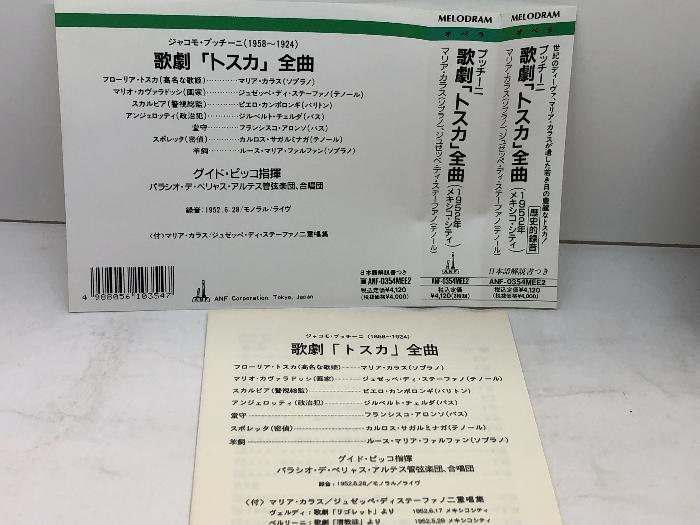 ジャコモ・プッチーニ(1958〜1924)
歌劇「トスカ」全曲
フローリア・トスカ(高名な歌姫)………マリア・カラス(ソプラノ)
マリオ・カヴァラドッシ(画家)………ジュゼッペ・ディ・ステーファノ(テノール)
スカルピア(警視総監)………ピエロ・カンポロンギ(バリトン)
アンジェロッティ(政治犯)………ジルベルト・チェルダ(バス)
堂守………フランシスコ・アロンソ(バス)
スポレッタ(密偵)………カルロス・サガルミナガ(テノール)
羊飼………ルース・マリア・ファルファン(ソプラノ)
グイド・ピッコ指揮
パラシオ・デ・ベリャス・アルテス管弦楽団、合唱団
録音:1952.6.28/モノラル/ライヴ
〈付〉マリア・カラス/ジュゼッペ・ディ・ステーファノ二重唱集
4 988056 103547
ANF Corporation Tokyo, Japan
日本語解説書つき
ANF-0354MEE2
税込定価¥4,120
(税抜価格¥4,000)
MELODRAM
オペラ
プッチーニ
歌劇「トスカ」全曲(1952年メキシコ・シティ)
マリア・カラス(ソプラノ)、ジュゼッペ・ディ・ステーファノ(テノール)
ANF-0354MEE2
税込定価
¥4,120(2枚組)
MELODRAM
オペラ
世紀のディーヴァ、マリア・カラスが遺した若き日の豊麗なトスカ!
プッチーニ
歌劇「トスカ」全曲(1952年メキシコ・シティ)
歴史的録音
マリア・カラス(ソプラノ)、ジュゼッペ・ディ・ステーファノ(テノール)
日本語解説書つき
ANF-0354MEE2
税込定価¥4,120
(税抜価格¥4,000)
ジャコモ・プッチーニ(1858〜1924)
歌劇「トスカ」全曲
フローリア・トスカ(高名な歌姫)……マリア・カラス(ソプラノ)
マリオ・カヴァラドッシ(画家)………ジュゼッペ・ディ・ステーファノ(テノール)
スカルピア(警視総監)………ピエロ・カンポロンギ(バリトン)
アンジェロッティ(政治犯)………ジルベルト・チェルダ(バス)
堂守………フランシスコ・アロンソ(バス)
スポレッタ(密偵)………カルロス・サガルミナガ(テノール)
羊飼………ルース・マリア・ファルファン(ソプラノ)
グイド・ピッコ指揮
パラシオ・デ・ベリャス・アルテス管弦楽団、合唱団
録音:1952.6.28/モノラル/ライヴ
〈付〉マリア・カラス/ジュゼッペ・ディステーファノ二重唱集
ヴェルディ:歌劇「リゴレット」より 1952.6.17 メキシコシティ
ベルリーニ:歌劇「清教徒」より 1952.5.29 メキシコシティ